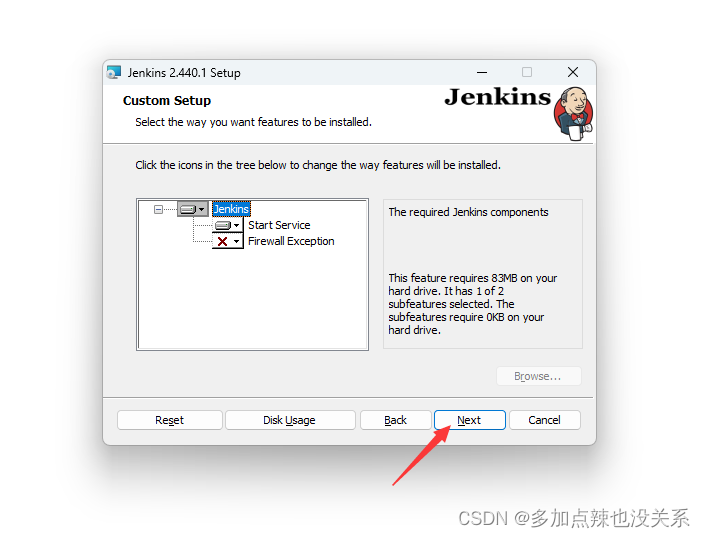 Jenkins 2.440.1 Setup
Custom Setup
Jenkins
Select the way you want features to be installed.
Click the icons in the tree below to change the way features will be installed.
Jenkins
Start Service
Firewall Exception
The required Jenkins components
This feature requires 83MB on your
hard drive. It has 1 of 2
subfeatures selected. The
subfeatures require 0KB on your
hard drive.
Browse...
Reset
Disk Usage
Back
Next
Cancel
CSDN @多加点辣也没关系